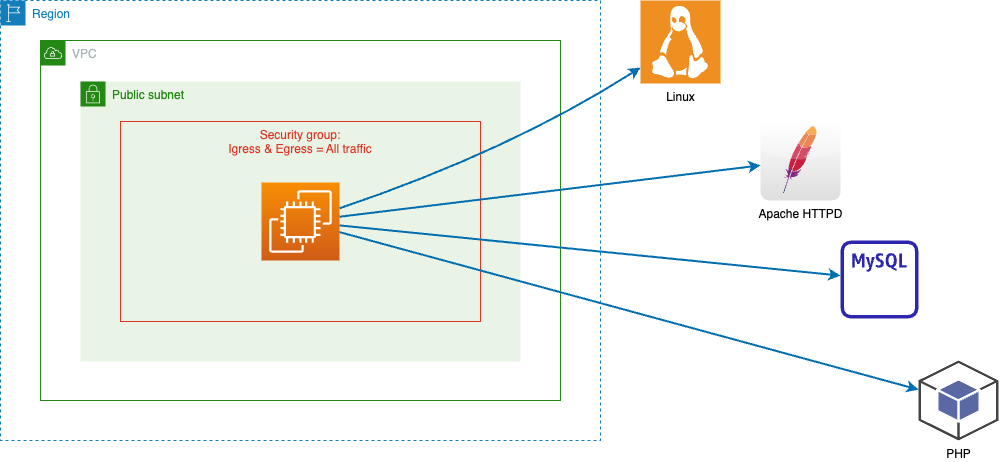 Region
VPC
Public subnet
Security group:
Igress & Egress = All traffic
Linux
Apache HTTPD
MySQL
PHP